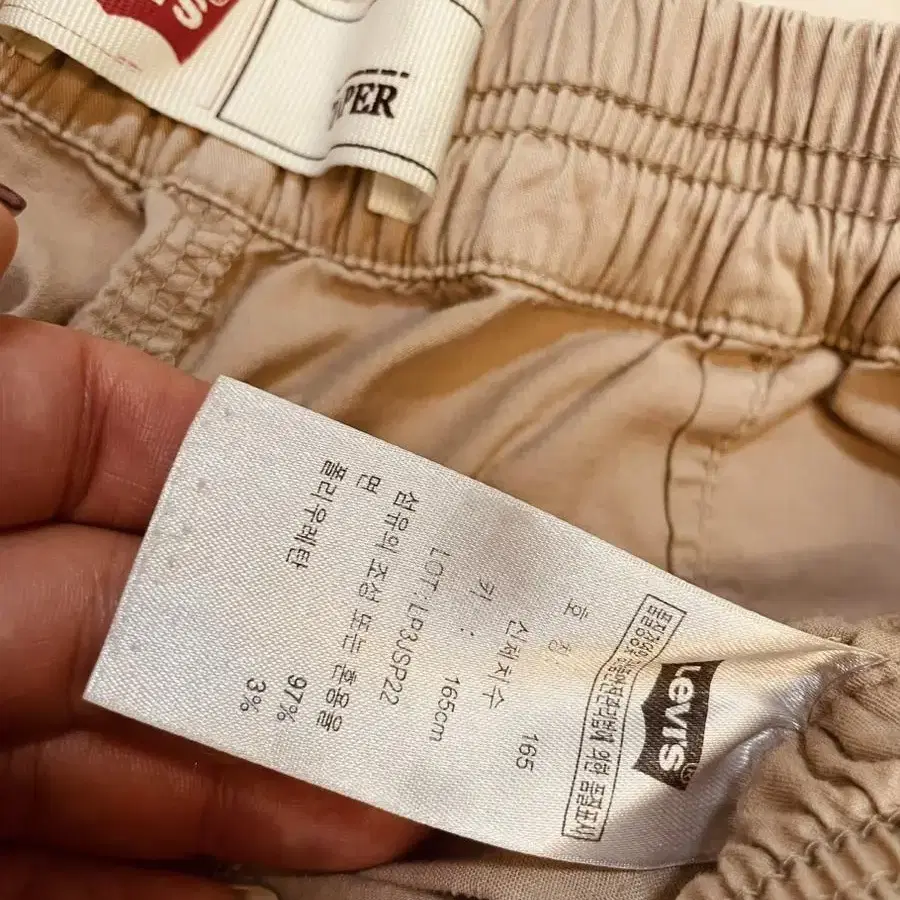 LEVI'S
품질경영 및 공산품안전관리법에 의한 품질표시
호 칭: 165
신체치수
키 : 165cm
LOT: LP3JSP22
섬유의 조성 또는 혼용율
면 97%
폴리우레탄 3%